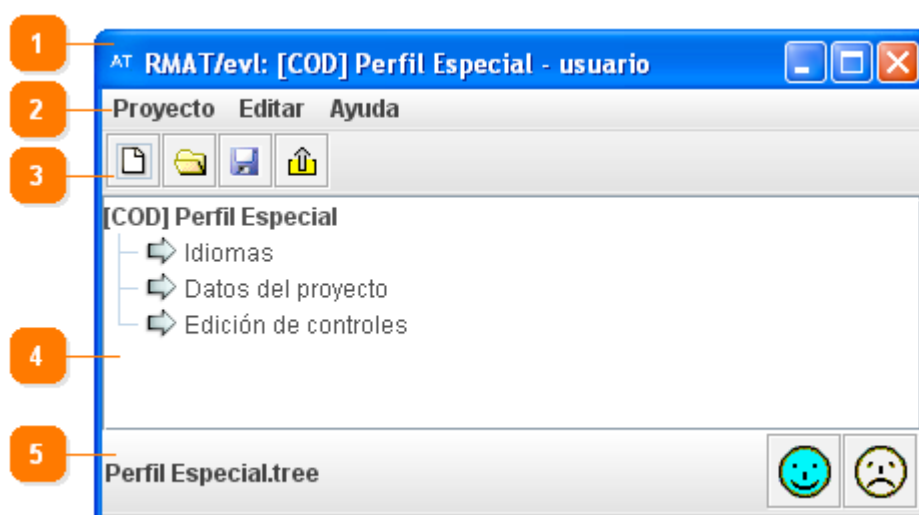 1
AT RMAT/evl: [COD] Perfil Especial - usuario
2
Proyecto Editar Ayuda
3
[COD] Perfil Especial
Idiomas
Datos del proyecto
Edición de controles
4
5
Perfil Especial.tree